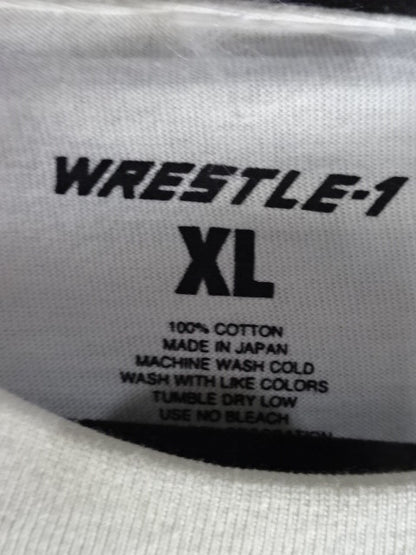 WRESTLE-1
XL
100% COTTON
MADE IN JAPAN
MACHINE WASH COLD
WASH WITH LIKE COLORS
TUMBLE DRY LOW
USE NO BLEACH